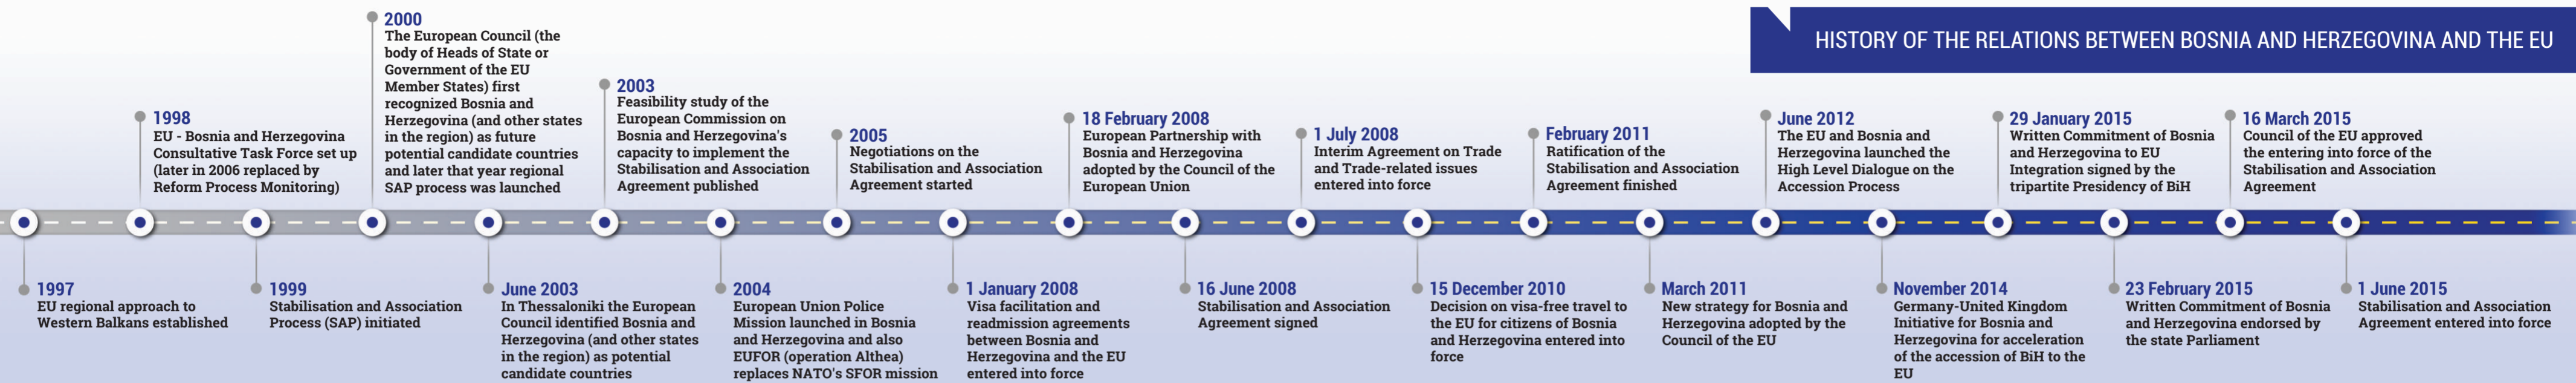 HISTORY OF THE RELATIONS BETWEEN BOSNIA AND HERZEGOVINA AND THE EU
1997
EU regional approach to
Western Balkans established
1998
EU - Bosnia and Herzegovina
Consultative Task Force set up
(later in 2006 replaced by
Reform Process Monitoring)
1999
Stabilisation and Association
Process (SAP) initiated
2000
The European Council (the
body of Heads of State or
Government of the EU
Member States) first
recognized Bosnia and
Herzegovina (and other states
in the region) as future
potential candidate countries
and later that year regional
SAP process was launched
June 2003
In Thessaloniki the European
Council identified Bosnia and
Herzegovina (and other states
in the region) as potential
candidate countries
2003
Feasibility study of the
European Commission on
Bosnia and Herzegovina's
capacity to implement the
Stabilisation and Association
Agreement published
2004
European Union Police
Mission launched in Bosnia
and Herzegovina and also
EUFOR (operation Althea)
replaces NATO's SFOR mission
2005
Negotiations on the
Stabilisation and Association
Agreement started
1 January 2008
Visa facilitation and
readmission agreements
between Bosnia and
Herzegovina and the EU
entered into force
18 February 2008
European Partnership with
Bosnia and Herzegovina
adopted by the Council of the
European Union
16 June 2008
Stabilisation and Association
Agreement signed
1 July 2008
Interim Agreement on Trade
and Trade-related issues
entered into force
15 December 2010
Decision on visa-free travel to
the EU for citizens of Bosnia
and Herzegovina entered into
force
February 2011
Ratification of the
Stabilisation and Association
Agreement finished
March 2011
New strategy for Bosnia and
Herzegovina adopted by the
Council of the EU
June 2012
The EU and Bosnia and
Herzegovina launched the
High Level Dialogue on the
Accession Process
November 2014
Germany-United Kingdom
Initiative for Bosnia and
Herzegovina for acceleration
of the accession of BiH to the
EU
29 January 2015
Written Commitment of Bosnia
and Herzegovina to EU
Integration signed by the
tripartite Presidency of BiH
23 February 2015
Written Commitment of Bosnia
and Herzegovina endorsed by
the state Parliament
16 March 2015
Council of the EU approved
the entering into force of the
Stabilisation and Association
Agreement
1 June 2015
Stabilisation and Association
Agreement entered into force